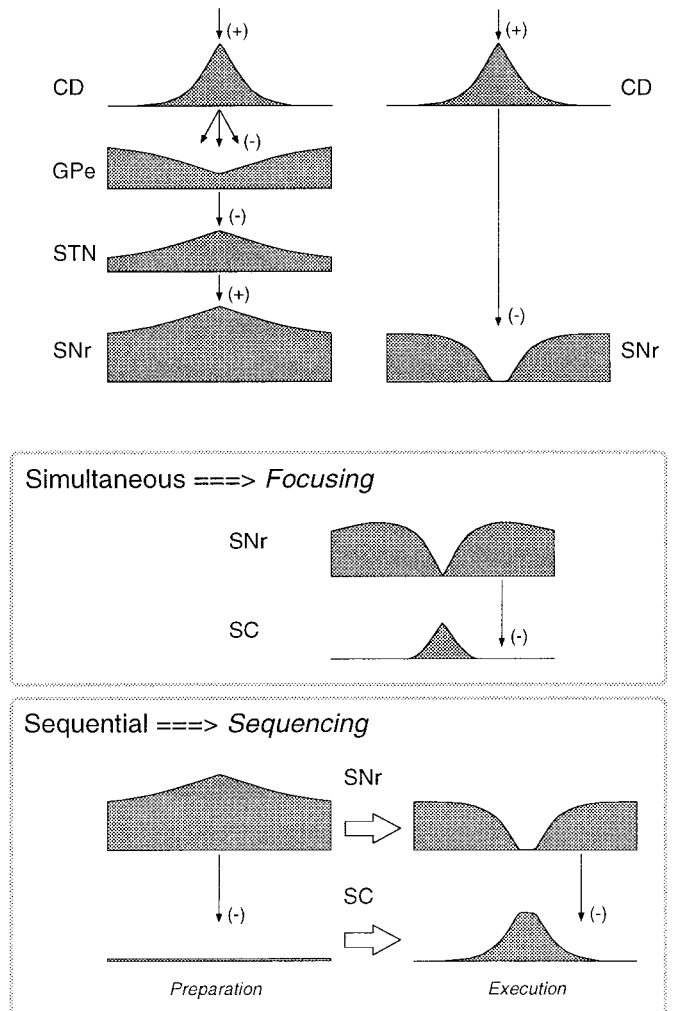 (+) (+)
CD CD
(-)
GPe
(-)
STN
(+)
(-)
SNr SNr
Simultaneous ===> Focusing
SNr
SC
(-)
Sequential ===> Sequencing
SNr
SC
(-) (-)
Preparation Execution